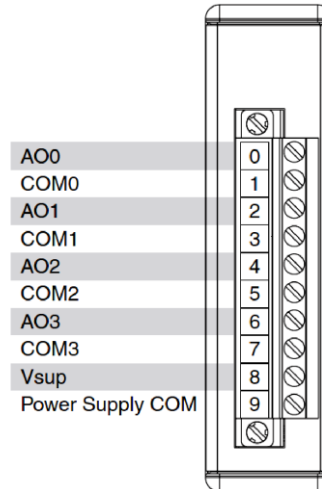 AO0 0
COM0 1
AO1 2
COM1 3
AO2 4
COM2 5
AO3 6
COM3 7
Vsup 8
Power Supply COM 9